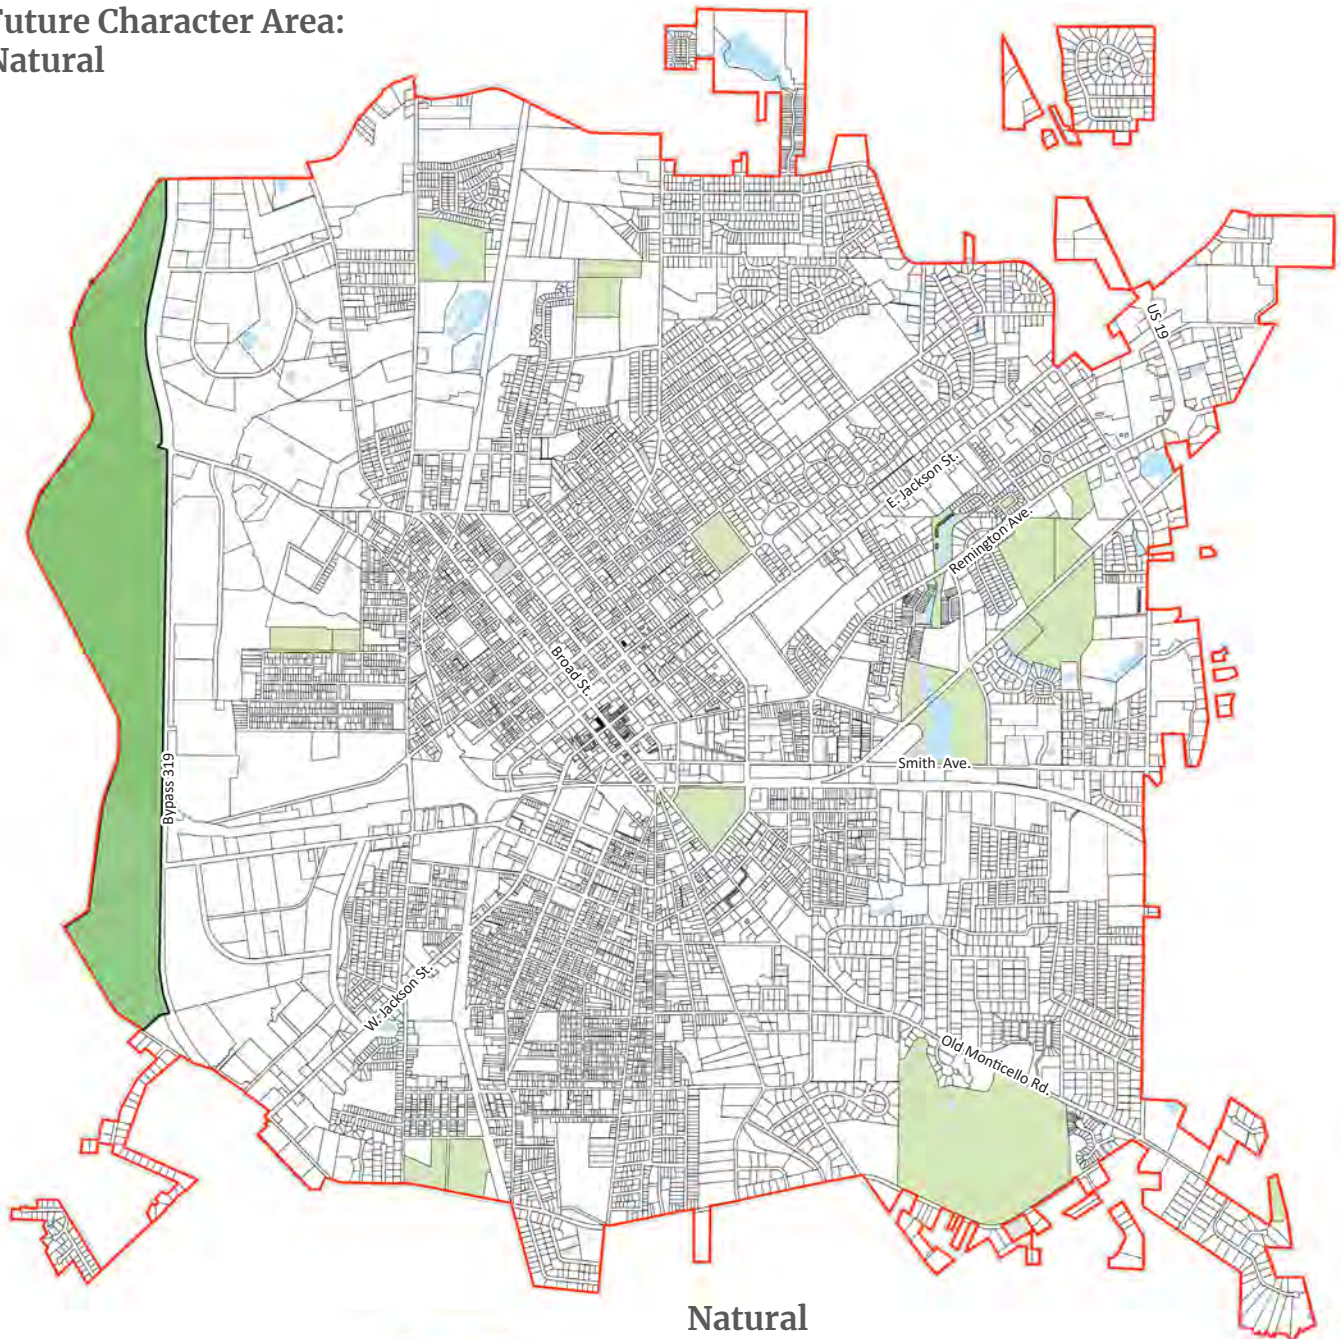 Future Character Area:
Natural
US 19
E. Jackson St.
Remington Ave.
Broad St.
Smith Ave.
Bypass 319
W. Jackson St.
Old Monticello Rd.
Natural